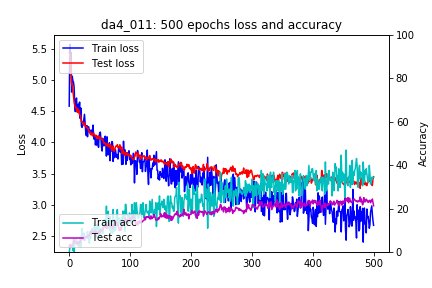 da4_011: 500 epochs loss and accuracy
Train loss
Test loss
Train acc
Test acc
Loss
Accuracy
5.5
5.0
4.5
4.0
3.5
3.0
2.5
100
80
60
40
20
0
0
100
200
300
400
500